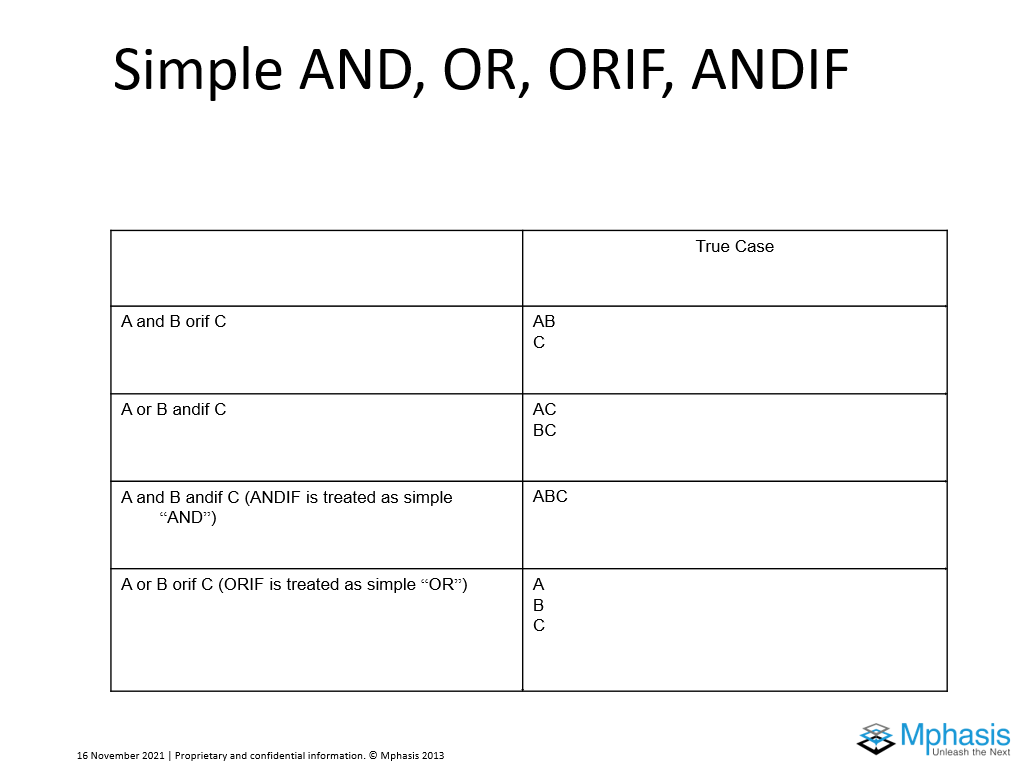 Simple AND, OR, ORIF, ANDIF
True Case
A and B orif C
AB
C
A or B andif C
AC
BC
A and B andif C (ANDIF is treated as simple
“AND”)
ABC
A or B orif C (ORIF is treated as simple “OR”)
A
B
C
16 November 2021 | Proprietary and confidential information. © Mphasis 2013
Mphasis
Unleash the Next